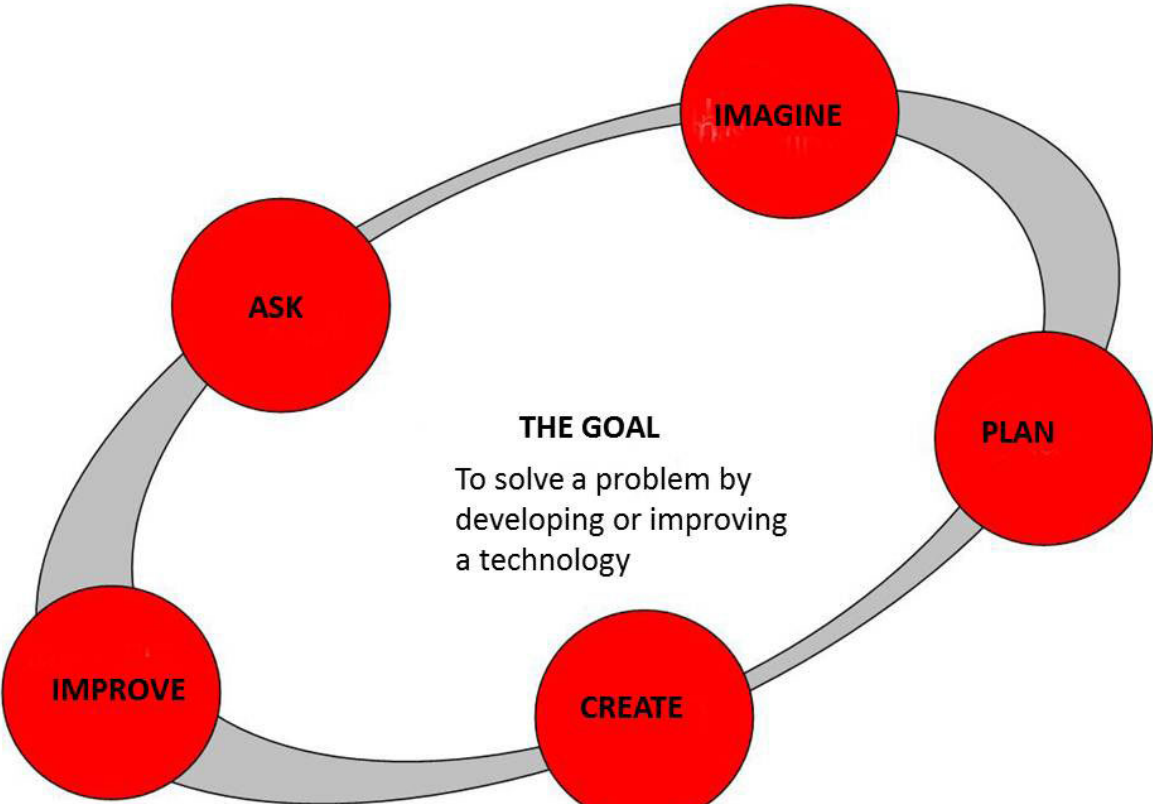 IMAGINE
ASK
THE GOAL
PLAN
To solve a problem by
developing or improving
a technology
IMPROVE
CREATE